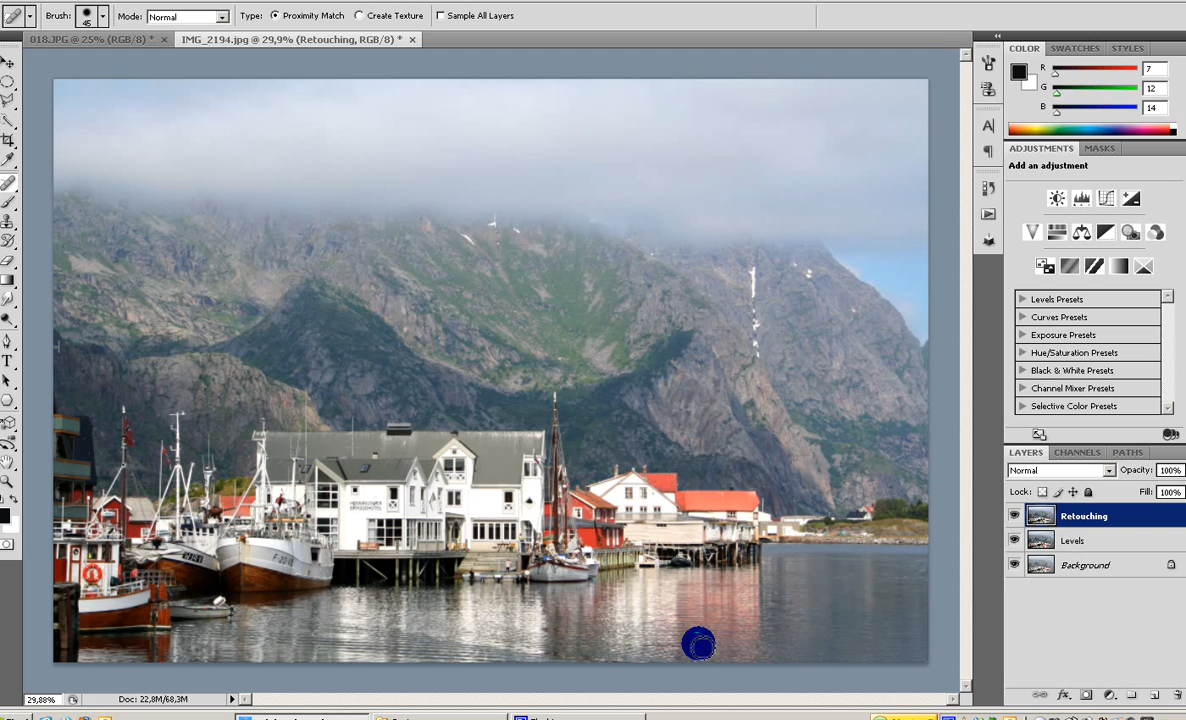 Brush: 45 Mode: Normal Type: Proximity Match Create Texture Sample All Layers
018.JPG @ 25% (RGB/8) * × IMG_2194.jpg @ 29,9% (Retouching, RGB/8) * ×
COLOR SWATCHES STYLES
R 7
G 12
B 14
ADJUSTMENTS MASKS
Add an adjustment
Levels Presets
Curves Presets
Exposure Presets
Hue/Saturation Presets
Black & White Presets
Channel Mixer Presets
Selective Color Presets
LAYERS CHANNELS PATHS
Normal Opacity: 100%
Lock: Fill: 100%
Retouching
Levels
Background
29,88% Doc: 22,8M/68,3M